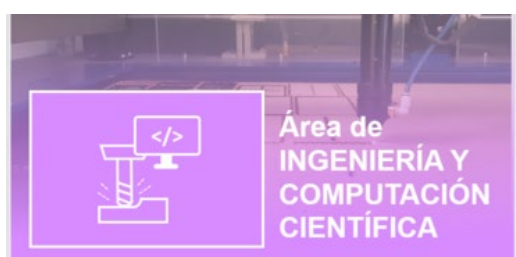 </>
Área de
INGENIERÍA Y
COMPUTACIÓN
CIENTÍFICA